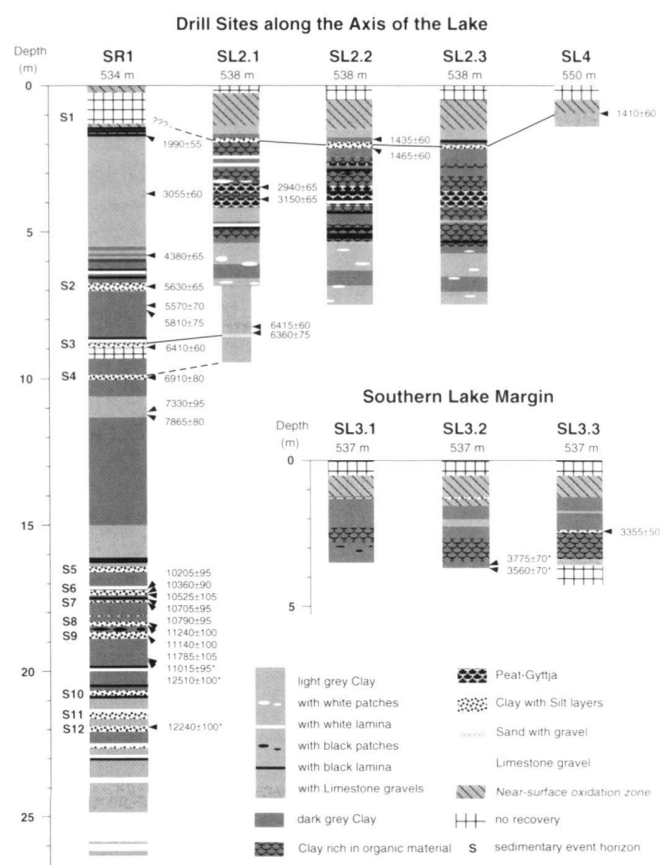 Drill Sites along the Axis of the Lake
Depth
(m)
SR1
534 m
SL2.1
538 m
SL2.2
538 m
SL2.3
538 m
SL4
550 m
0
S1
???
1990±55
3055±60
4380±65
5
S2
5630±65
5570±70
5810±75
S3
6410±60
S4
6910±80
10
7330±95
7865±80
15
S5
10205±95
10360±90
S6
10525±105
S7
10705±95
S8
10790±95
11240±100
S9
11140±100
11785±105
11015±95*
20
12510±100*
S10
S11
S12
12240±100*
25
2940±65
3150±65
6415±60
6360±75
1435±60
1465±60
1410±60
Southern Lake Margin
Depth
(m)
SL3.1
537 m
SL3.2
537 m
SL3.3
537 m
0
3355±50
3775±70*
3560±70*
5
light grey Clay
with white patches
with white lamina
with black patches
with black lamina
with Limestone gravels
dark grey Clay
Clay rich in organic material
Peat-Gyttja
Clay with Silt layers
Sand with gravel
Limestone gravel
Near-surface oxidation zone
no recovery
S sedimentary event horizon